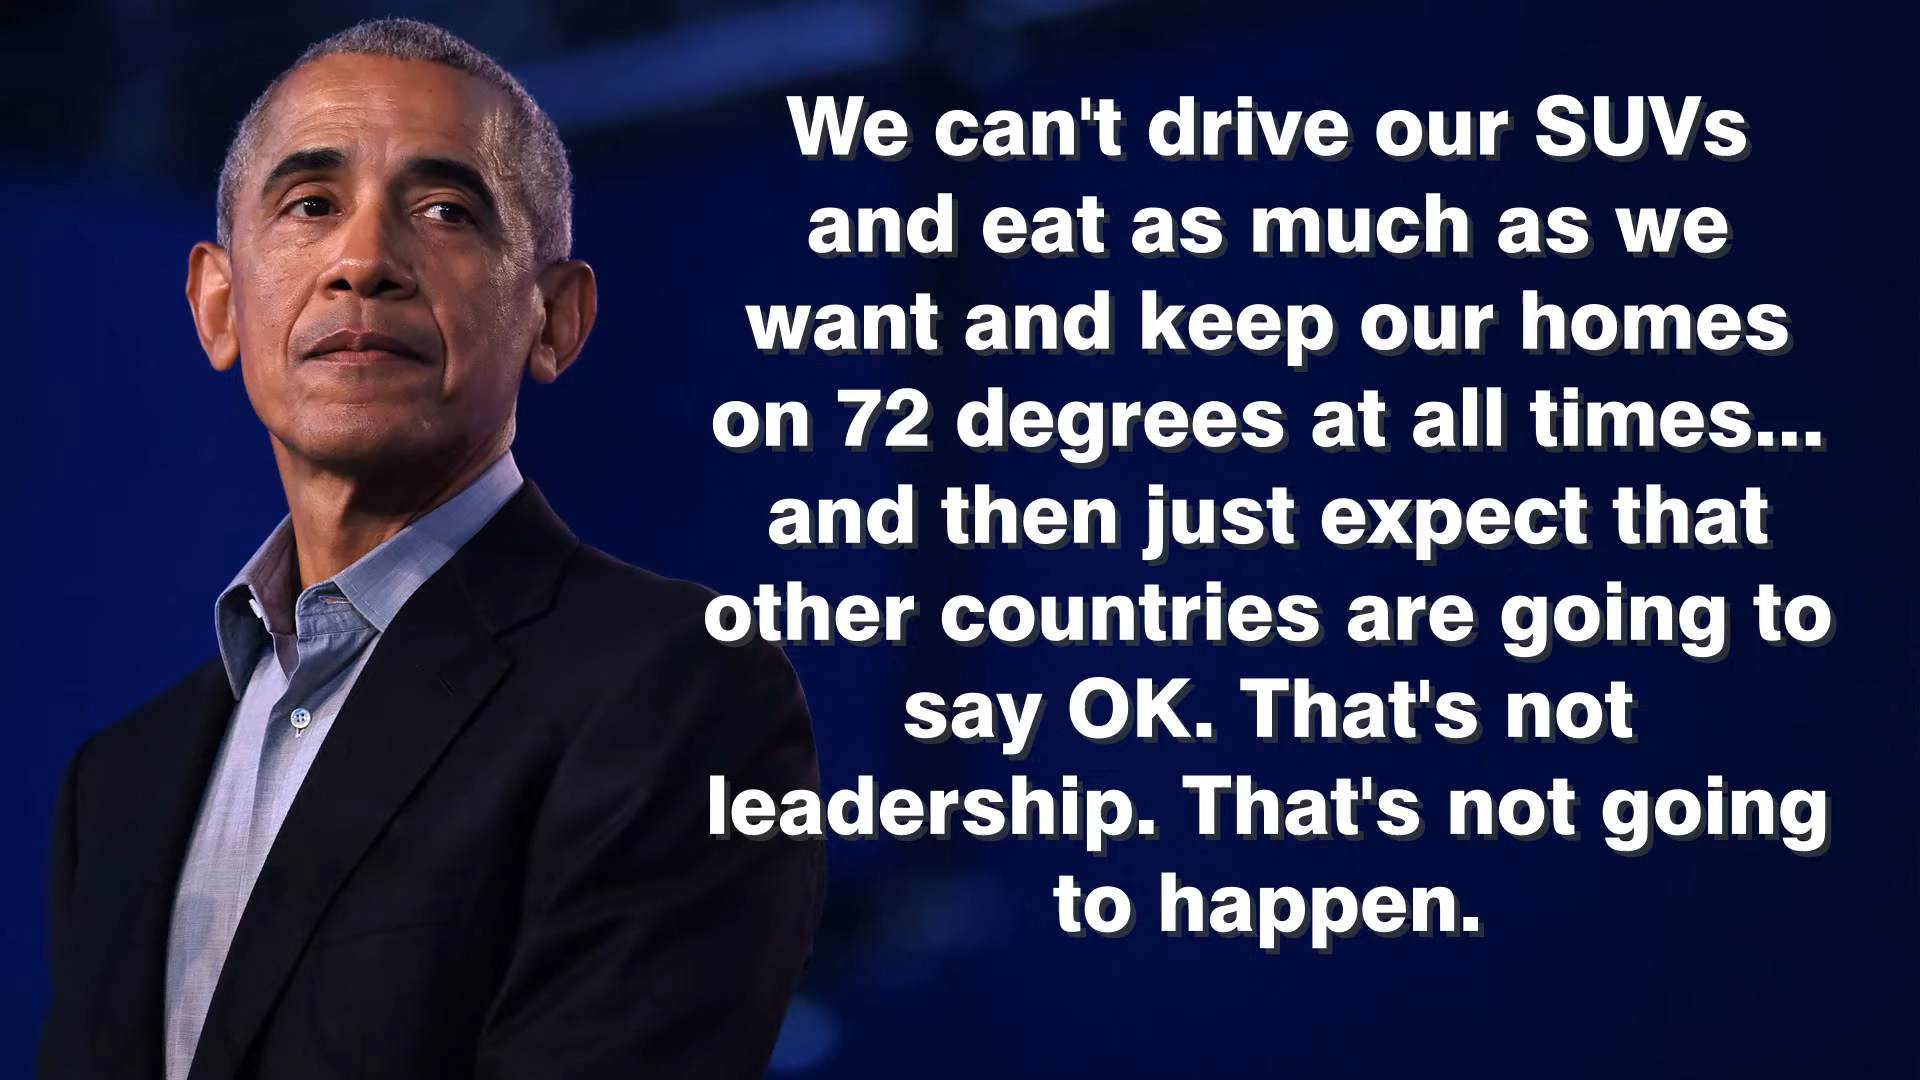 We can't drive our SUVs
and eat as much as we
want and keep our homes
on 72 degrees at all times...
and then just expect that
other countries are going to
say OK. That's not
leadership. That's not going
to happen.